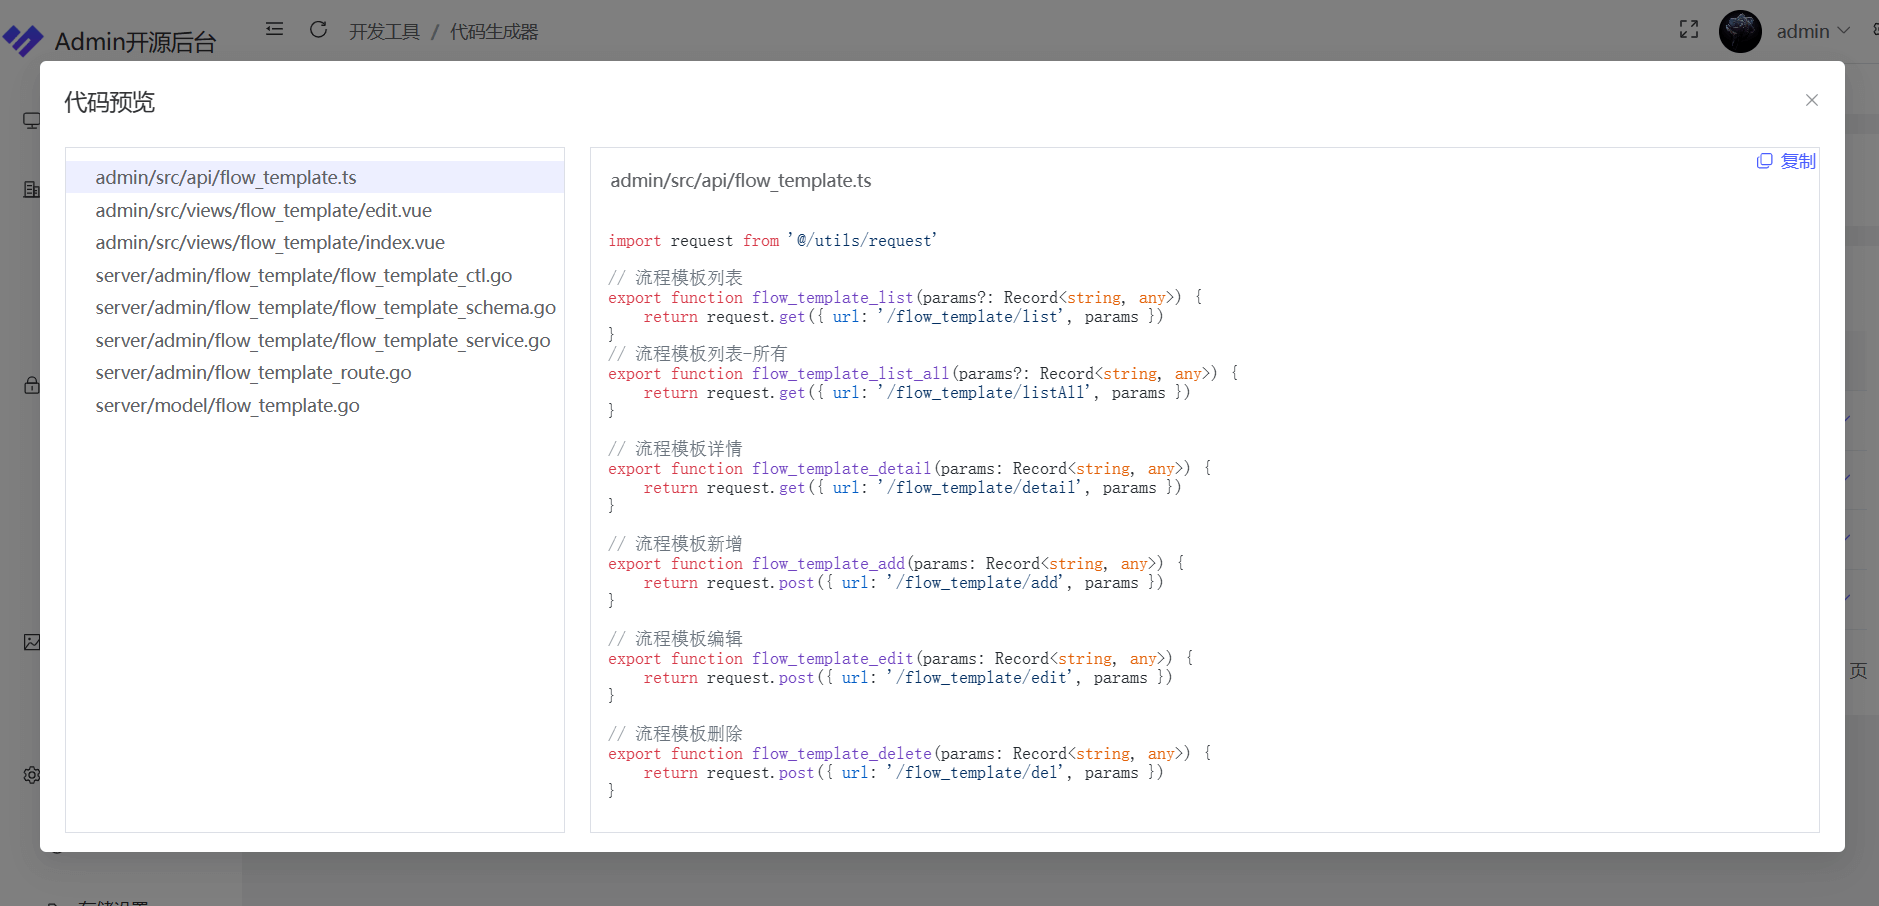 Admin开源后台
开发工具 / 代码生成器
admin
代码预览
admin/src/api/flow_template.ts
admin/src/views/flow_template/edit.vue
admin/src/views/flow_template/index.vue
server/admin/flow_template/flow_template_ctl.go
server/admin/flow_template/flow_template_schema.go
server/admin/flow_template/flow_template_service.go
server/admin/flow_template_route.go
server/model/flow_template.go
复制
admin/src/api/flow_template.ts
import request from '@/utils/request'
// 流程模板列表
export function flow_template_list(params?: Record<string, any>) {
    return request.get({ url: '/flow_template/list', params })
}
// 流程模板列表-所有
export function flow_template_list_all(params?: Record<string, any>) {
    return request.get({ url: '/flow_template/listAll', params })
}
// 流程模板详情
export function flow_template_detail(params: Record<string, any>) {
    return request.get({ url: '/flow_template/detail', params })
}
// 流程模板新增
export function flow_template_add(params: Record<string, any>) {
    return request.post({ url: '/flow_template/add', params })
}
// 流程模板编辑
export function flow_template_edit(params: Record<string, any>) {
    return request.post({ url: '/flow_template/edit', params })
}
// 流程模板删除
export function flow_template_delete(params: Record<string, any>) {
    return request.post({ url: '/flow_template/del', params })
}
页